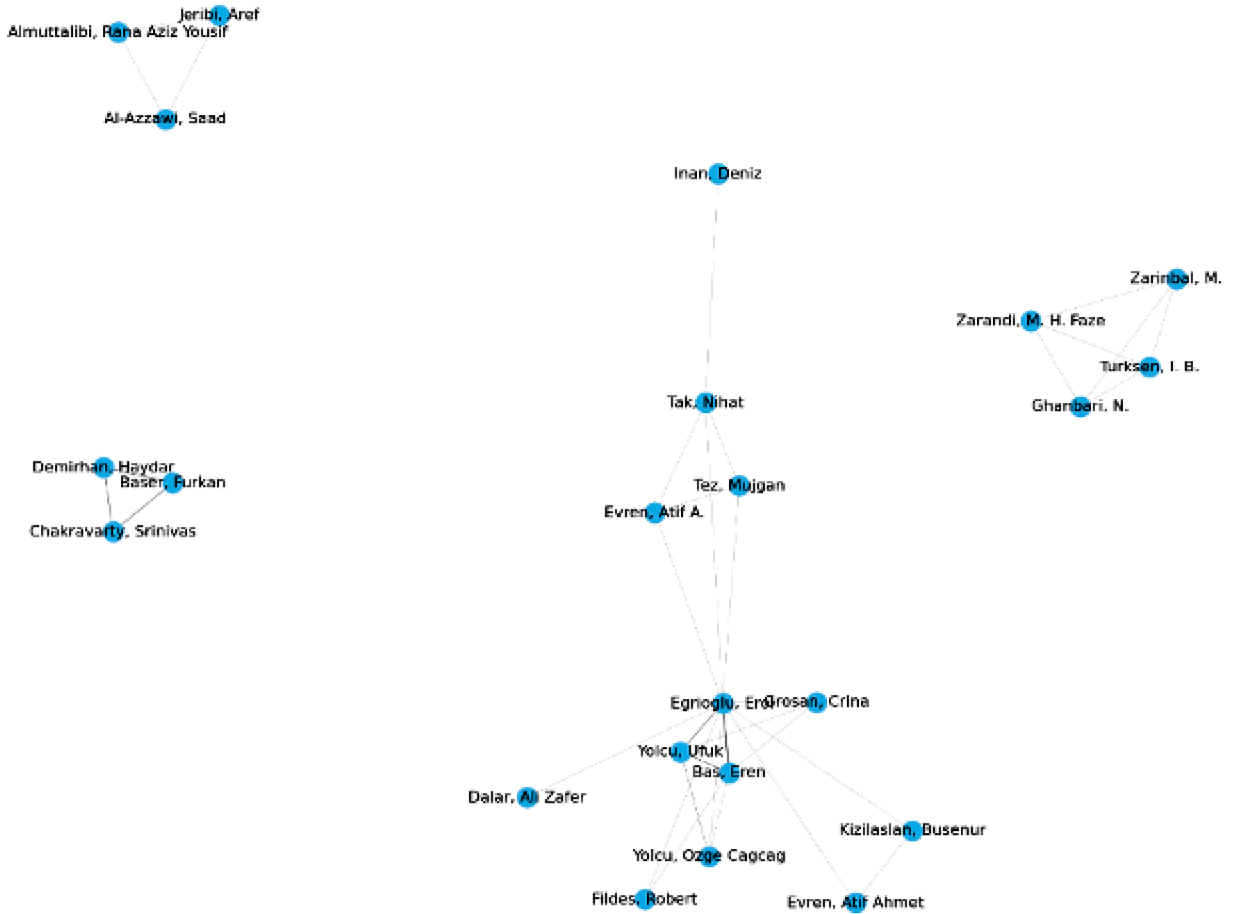 Jeribi, Aref
Almuttalibi, Rana Aziz Yousif
Al-Azzawi, Saad
Inan, Deniz
Zarinbal, M.
Zarandi, M. H. Faze
Turksen, I. B.
Ghanbari, N.
Tak, Nihat
Demirhan, Haydar
Baser, Furkan
Tez, Mujgan
Evren, Atif A.
Chakravarty, Srinivas
Egrioglu, Erol
Grosan, Crina
Yolcu, Ufuk
Bas, Eren
Dalar, Ali Zafer
Kizilaslan, Busenur
Yolcu, Ozge Cagcag
Fildes, Robert
Evren, Atif Ahmet